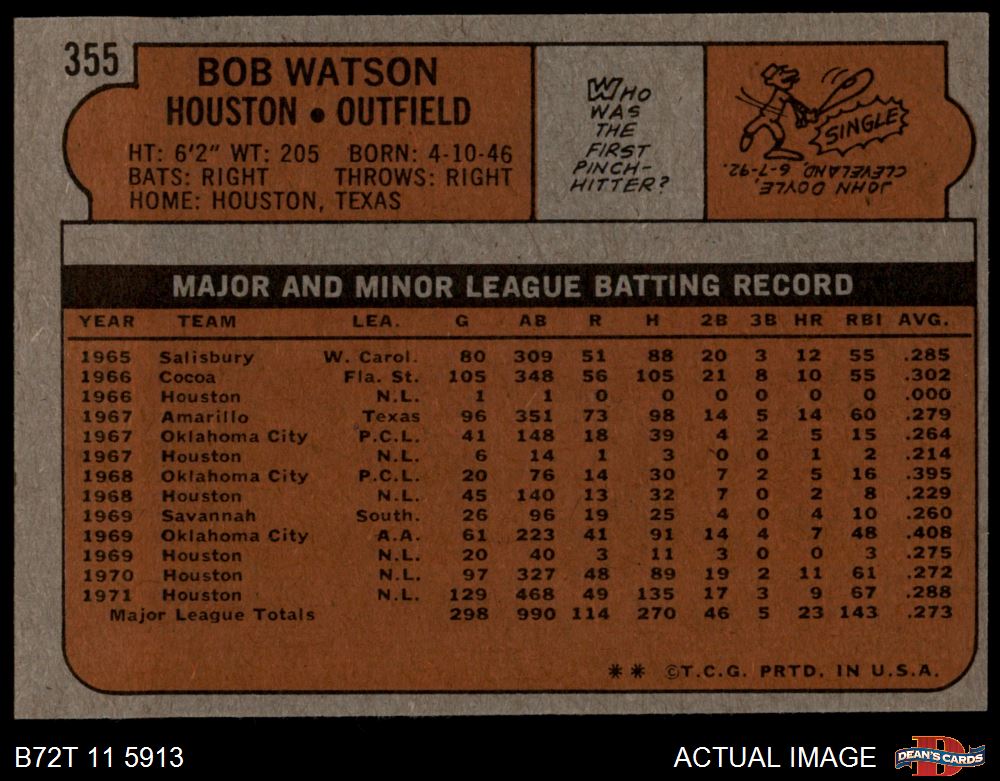 355
BOB WATSON
HOUSTON • OUTFIELD
HT: 6'2" WT: 205 BORN: 4-10-46
BATS: RIGHT THROWS: RIGHT
HOME: HOUSTON, TEXAS
WHO
WAS
THE
FIRST
PINCH-
HITTER?
SINGLE
JOHN DOYLE,
CLEVELAND, 6-7-92.
MAJOR AND MINOR LEAGUE BATTING RECORD
YEAR TEAM LEA. G AB R H 2B 3B HR RBI AVG.
1965 Salisbury W. Carol. 80 309 51 88 20 3 12 55 .285
1966 Cocoa Fla. St. 105 348 56 105 21 8 10 55 .302
1966 Houston N.L. 1 1 0 0 0 0 0 0 .000
1967 Amarillo Texas 96 351 73 98 14 5 14 60 .279
1967 Oklahoma City P.C.L. 41 148 18 39 4 2 5 15 .264
1967 Houston N.L. 6 14 1 3 0 0 1 2 .214
1968 Oklahoma City P.C.L. 20 76 14 30 7 2 5 16 .395
1968 Houston N.L. 45 140 13 32 7 0 2 8 .229
1969 Savannah South. 26 96 19 25 4 0 4 10 .260
1969 Oklahoma City A.A. 61 223 41 91 14 4 7 48 .408
1969 Houston N.L. 20 40 3 11 3 0 0 3 .275
1970 Houston N.L. 97 327 48 89 19 2 11 61 .272
1971 Houston N.L. 129 468 49 135 17 3 9 67 .288
Major League Totals 298 990 114 270 46 5 23 143 .273
** ©T.C.G. PRTD. IN U.S.A.
B72T 11 5913
ACTUAL IMAGE
D
DEAN'S CARDS